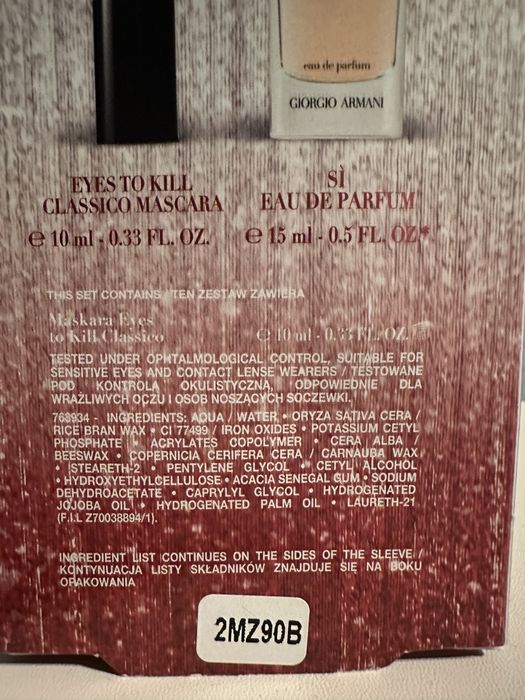 eau de parfum
GIORGIO ARMANI
EYES TO KILL
CLASSICO MASCARA
℮ 10 ml - 0.33 FL. OZ.
SÌ
EAU DE PARFUM
℮ 15 ml - 0.5 FL. OZ.*
THIS SET CONTAINS / TEN ZESTAW ZAWIERA
Maskara Eyes
to Kill Classico
℮ 10 ml - 0.33 FL. OZ.
TESTED UNDER OPHTALMOLOGICAL CONTROL, SUITABLE FOR
SENSITIVE EYES AND CONTACT LENSE WEARERS / TESTOWANE
POD KONTROLĄ OKULISTYCZNĄ, ODPOWIEDNIE DLA
WRAŻLIWYCH OCZU I OSÓB NOSZĄCYCH SOCZEWKI.
768934 - INGREDIENTS: AQUA / WATER • ORYZA SATIVA CERA /
RICE BRAN WAX • CI 77499 / IRON OXIDES • POTASSIUM CETYL
PHOSPHATE • ACRYLATES COPOLYMER • CERA ALBA /
BEESWAX • COPERNICIA CERIFERA CERA / CARNAUBA WAX
• STEARETH-2 • PENTYLENE GLYCOL • CETYL ALCOHOL
• HYDROXYETHYLCELLULOSE • ACACIA SENEGAL GUM • SODIUM
DEHYDROACETATE • CAPRYLYL GLYCOL • HYDROGENATED
JOJOBA OIL • HYDROGENATED PALM OIL • LAURETH-21
(F.I.L Z70038894/1).
INGREDIENT LIST CONTINUES ON THE SIDES OF THE SLEEVE /
KONTYNUACJA LISTY SKŁADNIKÓW ZNAJDUJE SIĘ NA BOKU
OPAKOWANIA
2MZ90B